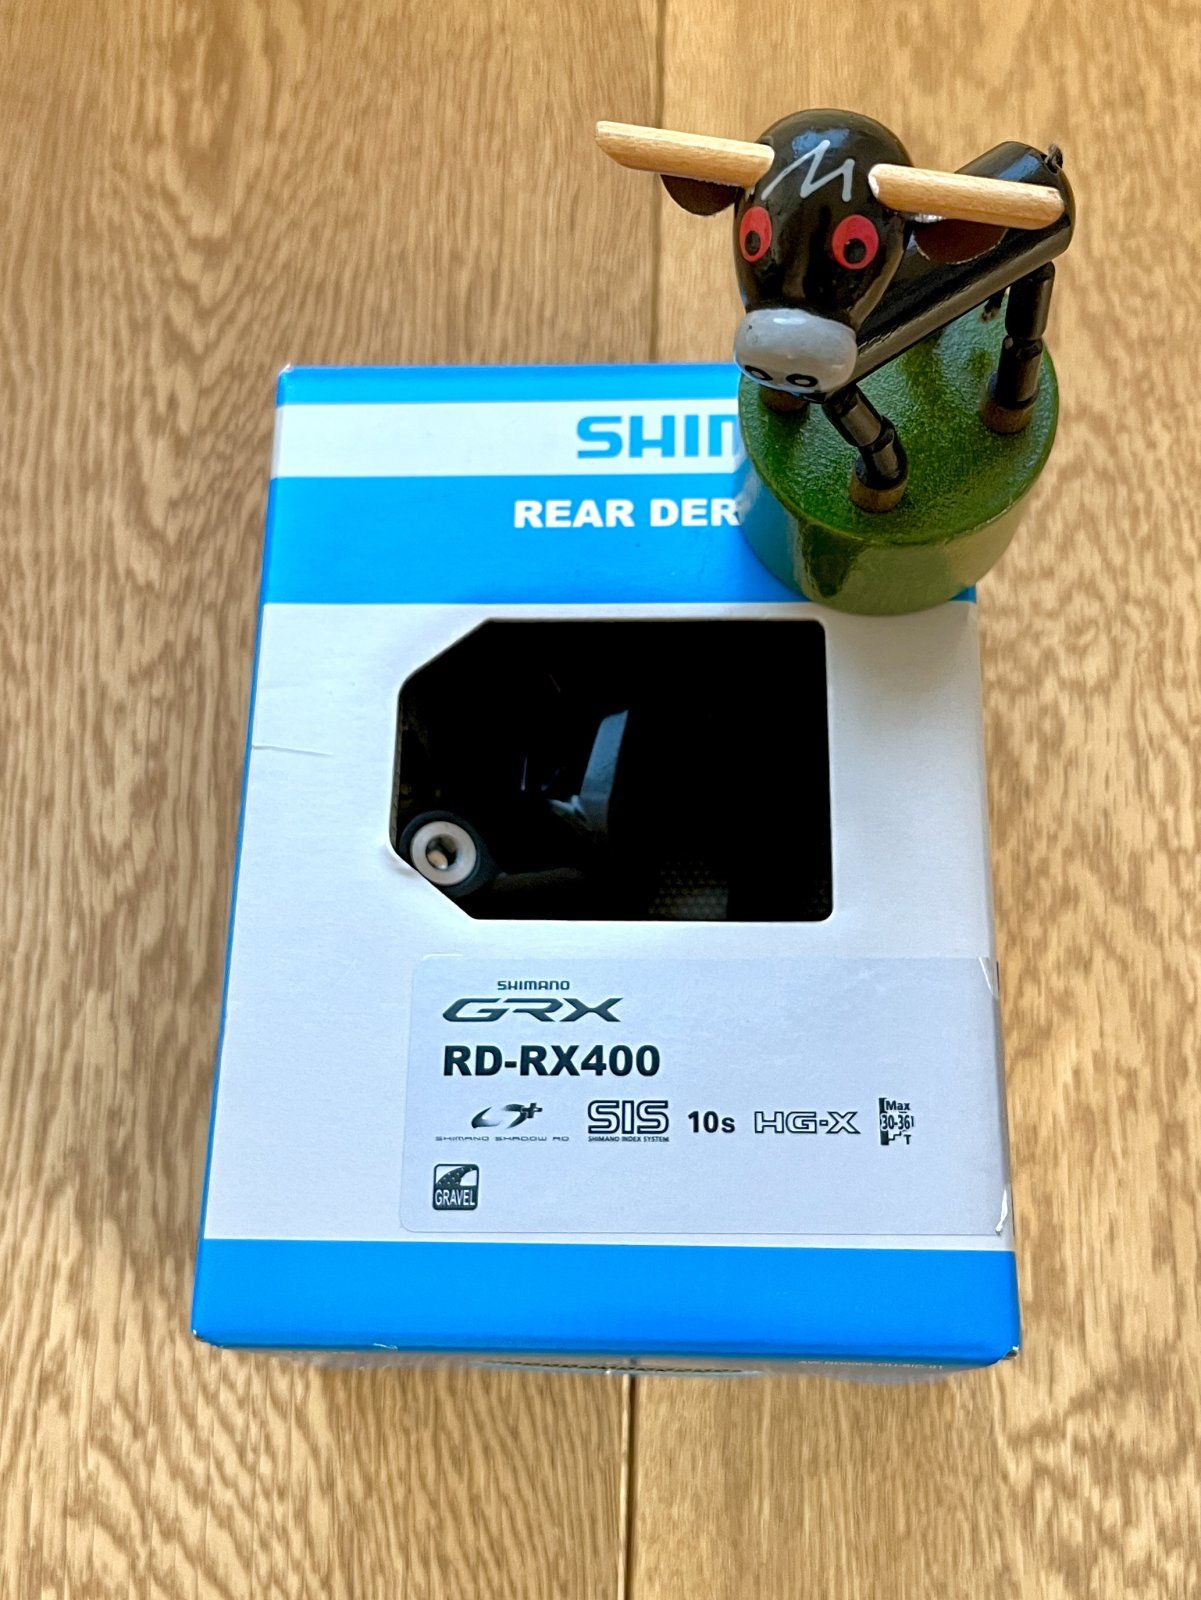 SHIM
REAR DER
SHIMANO
GRX
RD-RX400
SHIMANO SHADOW RD
SIS
SHIMANO INDEX SYSTEM
10s
HG-X
Max
30-36
T
GRAVEL